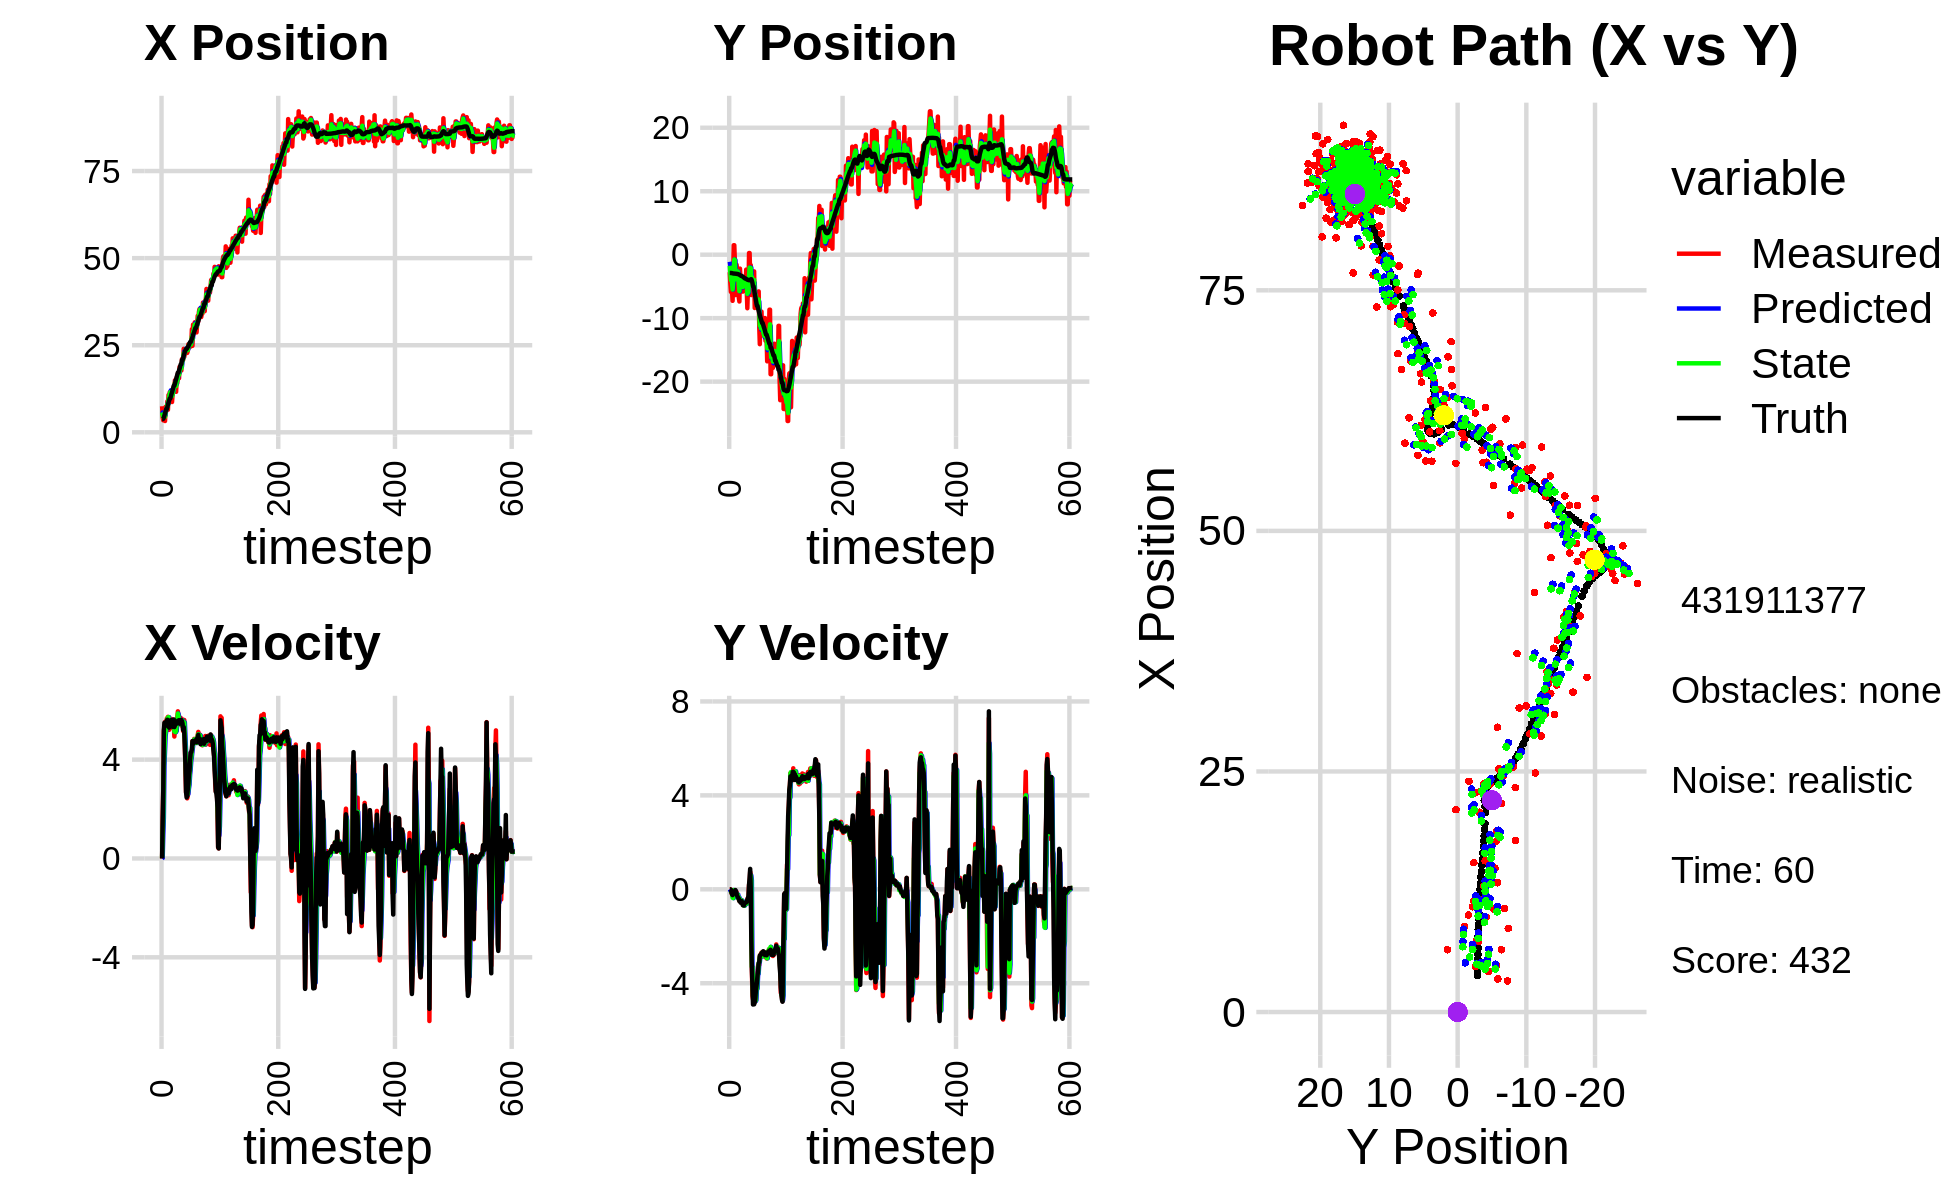 X Position
75
50
25
0
0
200
400
600
timestep
Y Position
20
10
0
-10
-20
0
200
400
600
timestep
X Velocity
4
0
-4
0
200
400
600
timestep
Y Velocity
8
4
0
-4
0
200
400
600
timestep
Robot Path (X vs Y)
X Position
75
50
25
0
20 10 0 -10 -20
Y Position
variable
Measured
Predicted
State
Truth
431911377
Obstacles: none
Noise: realistic
Time: 60
Score: 432